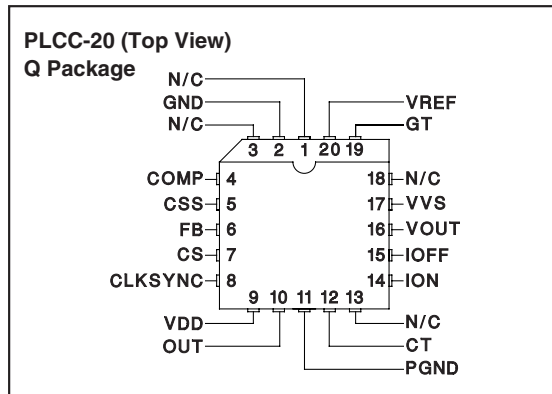 PLCC-20 (Top View)
Q Package
N/C
GND
N/C
VREF
GT
3 2 1 20 19
COMP 4
CSS 5
FB 6
CS 7
CLKSYNC 8
18 N/C
17 VVS
16 VOUT
15 IOFF
14 ION
9 10 11 12 13
VDD
OUT
N/C
CT
PGND